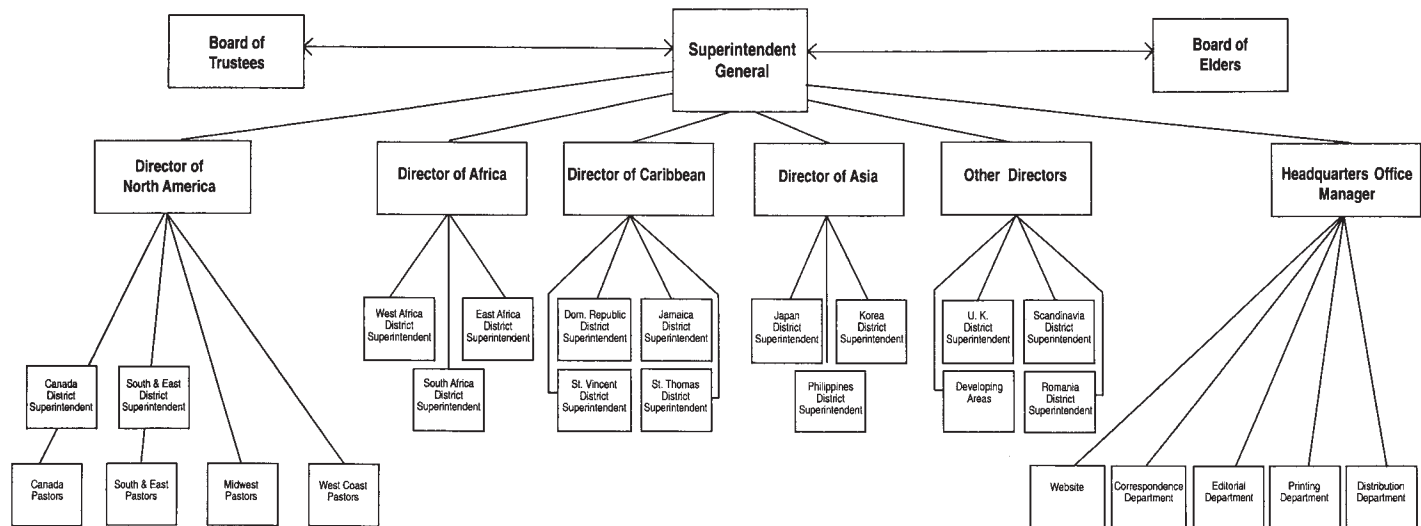 Board of
Trustees
Superintendent
General
Board of
Elders
Director of
North America
Director of Africa
Director of Caribbean
Director of Asia
Other Directors
Headquarters Office
Manager
West Africa
District
Superintendent
East Africa
District
Superintendent
South Africa
District
Superintendent
Dom. Republic
District
Superintendent
Jamaica
District
Superintendent
St. Vincent
District
Superintendent
St. Thomas
District
Superintendent
Japan
District
Superintendent
Korea
District
Superintendent
Philippines
District
Superintendent
U. K.
District
Superintendent
Scandinavia
District
Superintendent
Developing
Areas
Romania
District
Superintendent
Canada
District
Superintendent
South & East
District
Superintendent
Canada
Pastors
South & East
Pastors
Midwest
Pastors
West Coast
Pastors
Website
Correspondence
Department
Editorial
Department
Printing
Department
Distribution
Department